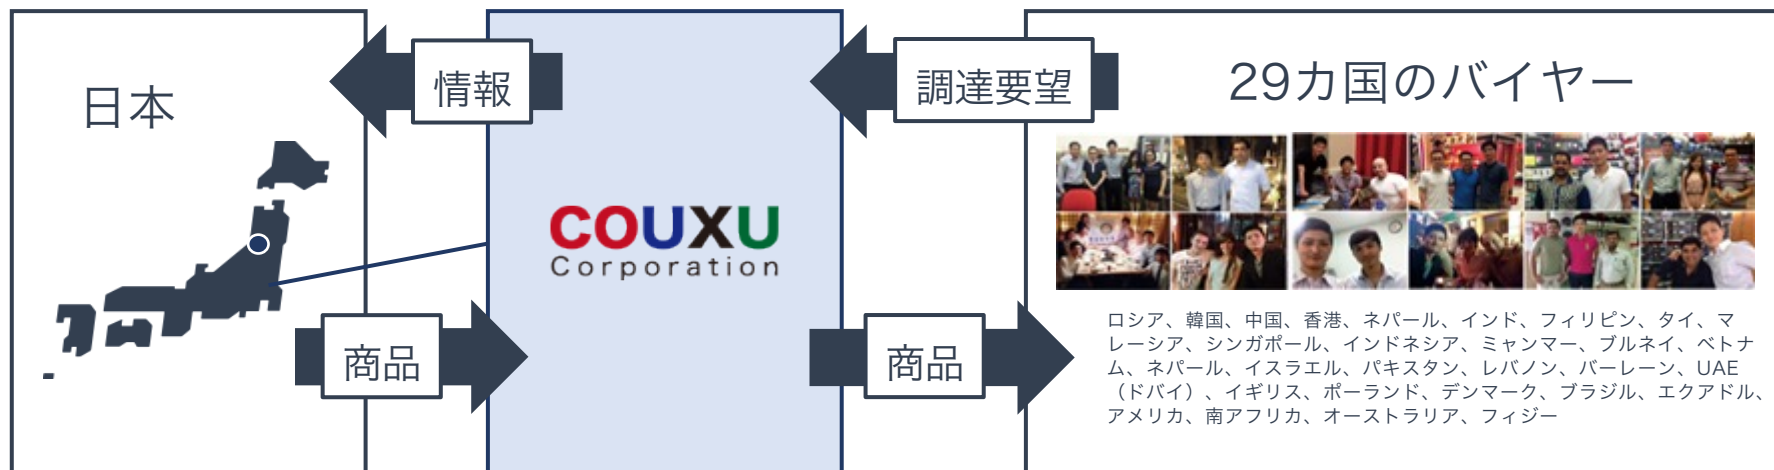 日本
情報
商品
COUXU
Corporation
調達要望
商品
29カ国のバイヤー
ロシア、韓国、中国、香港、ネパール、インド、フィリピン、タイ、マ
レーシア、シンガポール、インドネシア、ミャンマー、ブルネイ、ベトナ
ム、ネパール、イスラエル、パキスタン、レバノン、バーレーン、UAE
（ドバイ）、イギリス、ポーランド、デンマーク、ブラジル、エクアドル、
アメリカ、南アフリカ、オーストラリア、フィジー